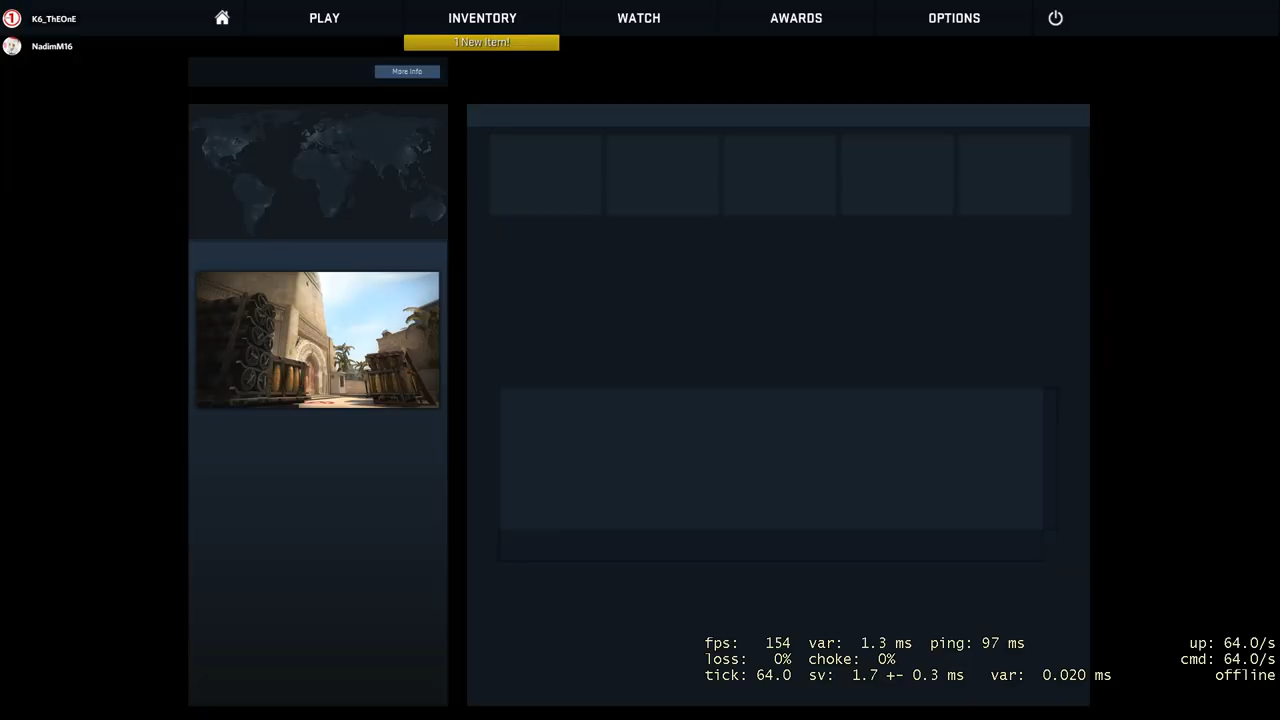 K6_ThEOnE
PLAY
INVENTORY
WATCH
AWARDS
OPTIONS
NadimM16
1 New Item!
More Info
fps: 154 var: 1.3 ms ping: 97 ms
up: 64.0/s
loss: 0% choke: 0%
cmd: 64.0/s
tick: 64.0 sv: 1.7 +- 0.3 ms var: 0.020 ms
offline